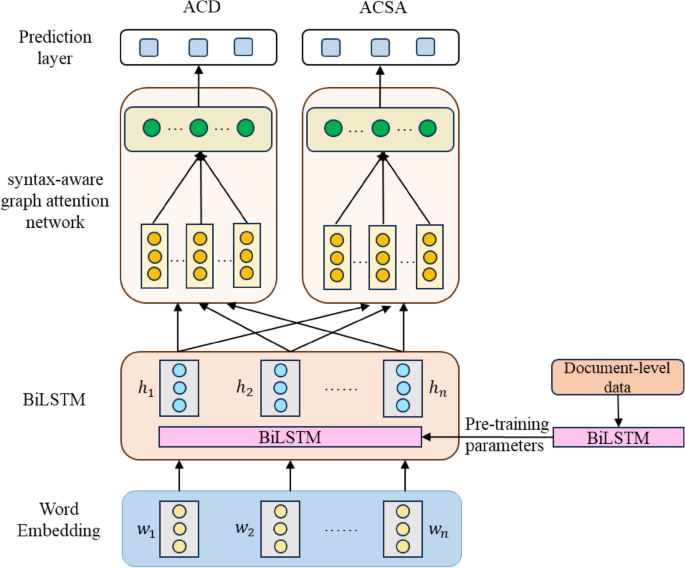 ACD
ACSA
Prediction
layer
... ...
... ...
syntax-aware
graph attention
network
... ...
... ...
BiLSTM
h1
h2
......
hn
BiLSTM
Pre-training
parameters
Document-level
data
BiLSTM
Word
Embedding
w1
w2
......
wn